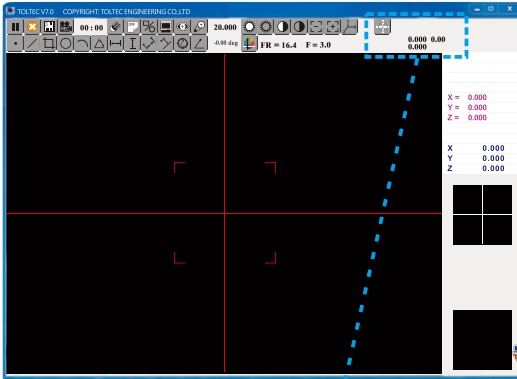 TOLTEC V7.0 COPYRIGHT: TOLTEC ENGINEERING CO,LTD
00 : 00
20.000
-0.00 deg
FR = 16.4 F = 3.0
0.000 0.00
0.000
X = 0.000
Y = 0.000
Z = 0.000
X 0.000
Y 0.000
Z 0.000